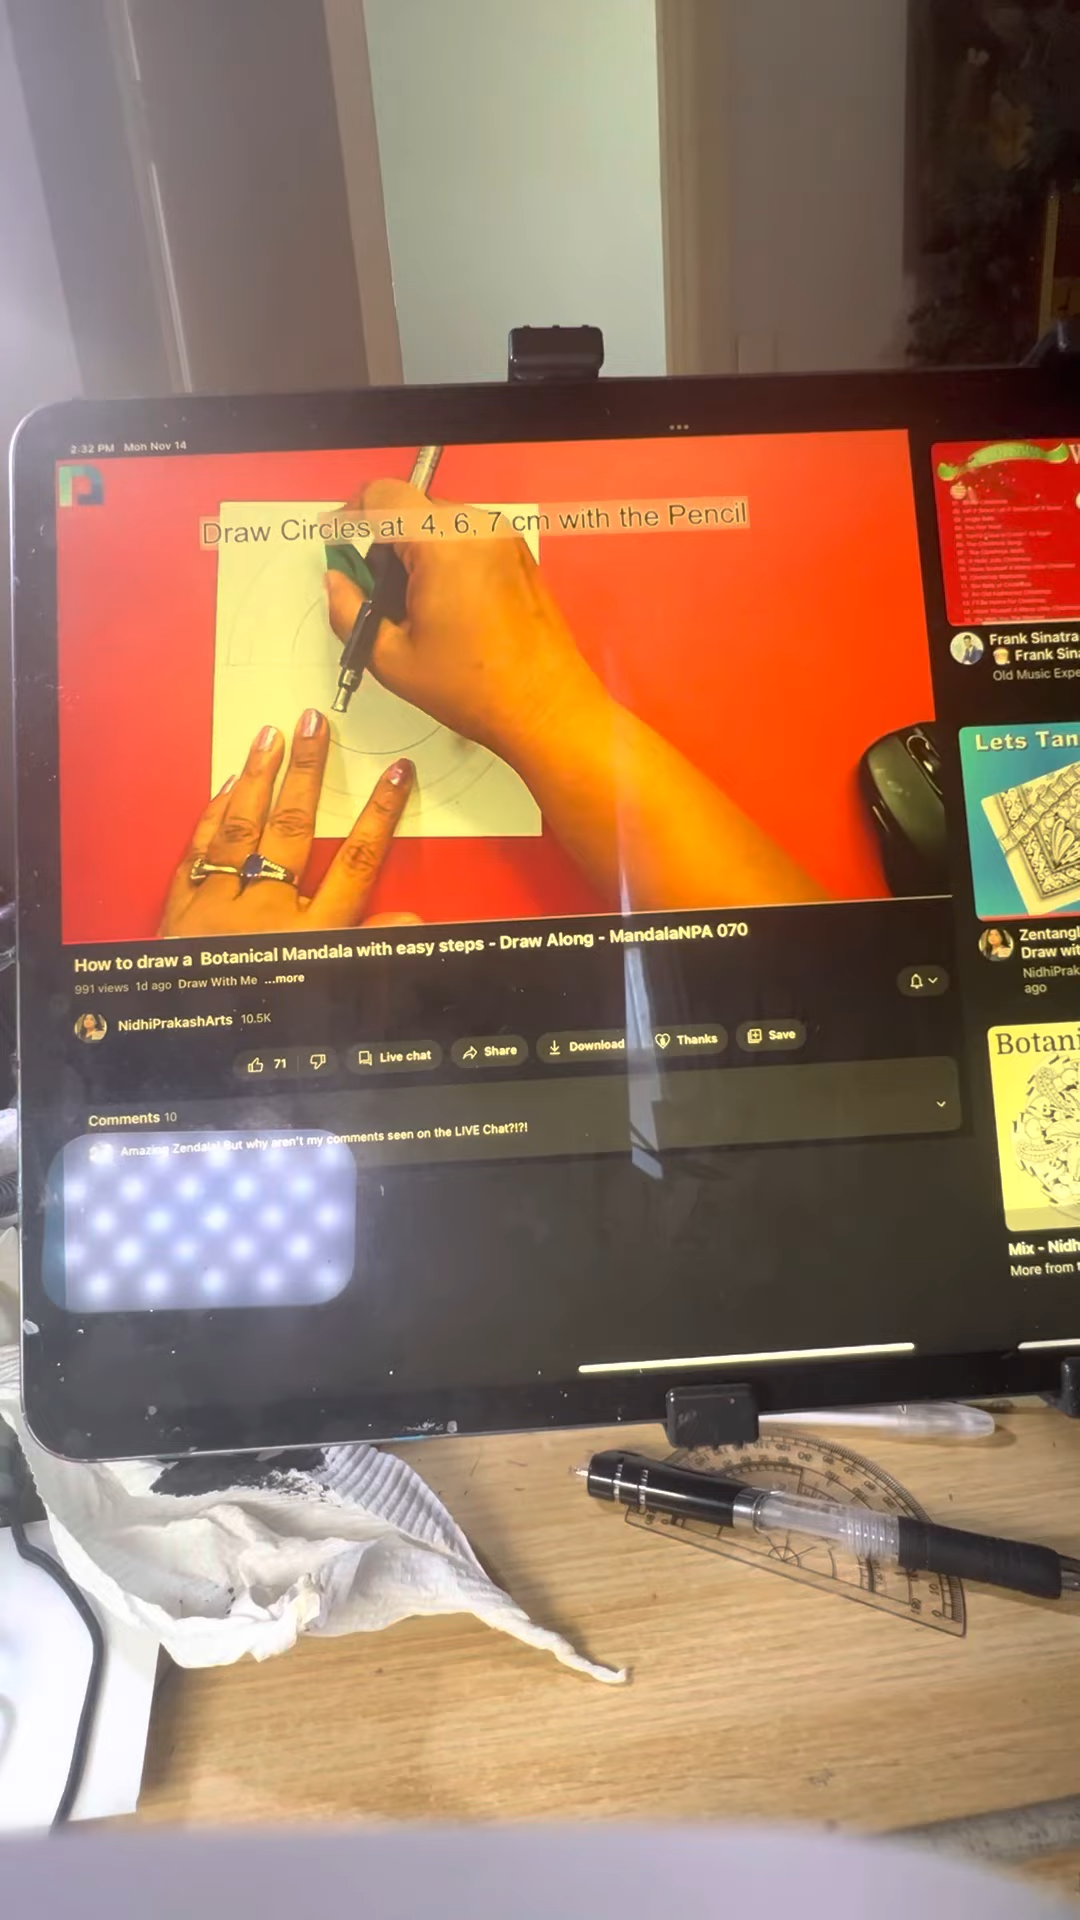 2:32 PM Mon Nov 14
Draw Circles at 4, 6, 7 cm with the Pencil
How to draw a Botanical Mandala with easy steps - Draw Along - MandalaNPA 070
991 views 1d ago Draw With Me ...more
NidhiPrakashArts 10.5K
71
Live chat
Share
Download
Thanks
Save
Comments 10
Amazing Zendala! But why aren't my comments seen on the LIVE Chat?!?!
Frank Sinatra
Frank Sin
Old Music Expe
Lets Tan
Zentangl
Draw wit
NidhiPrak
ago
Botani
Mix - Nidh
More from t